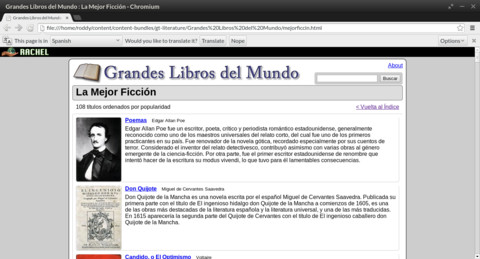 Grandes Libros del Mundo : La Mejor Ficción - Chromium
Grandes Libros del Mundo
file:///home/roddy/content/content-bundles/gt-literature/Grandes%20Libros%20del%20Mundo/mejorficcin.html
This page is in Spanish Would you like to translate it? Translate Nope Options
RACHEL
About
Grandes Libros del Mundo
Buscar
La Mejor Ficción
108 titulos ordenados por popularidad < Vuelta al Índice
Poemas Edgar Allan Poe
Edgar Allan Poe fue un escritor, poeta, crítico y periodista romántico estadounidense, generalmente
reconocido como uno de los maestros universales del relato corto, del cual fue uno de los primeros
practicantes en su país. Fue renovador de la novela gótica, recordado especialmente por sus cuentos de
terror. Considerado el inventor del relato detectivesco, contribuyó asimismo con varias obras al género
emergente de la ciencia-ficción. Por otra parte, fue el primer escritor estadounidense de renombre que
intentó hacer de la escritura su modus vivendi, lo que tuvo para él lamentables consecuencias.
Don Quijote Miguel de Cervantes Saavedra
Don Quijote de la Mancha es una novela escrita por el español Miguel de Cervantes Saavedra. Publicada su
primera parte con el título de El ingenioso hidalgo don Quijote de la Mancha a comienzos de 1605, es una
de las obras más destacadas de la literatura española y la literatura universal, y una de las más traducidas.
En 1615 aparecería la segunda parte del Quijote de Cervantes con el título de El ingenioso caballero don
Quijote de la Mancha.
Candido, o El Optimismo Voltaire